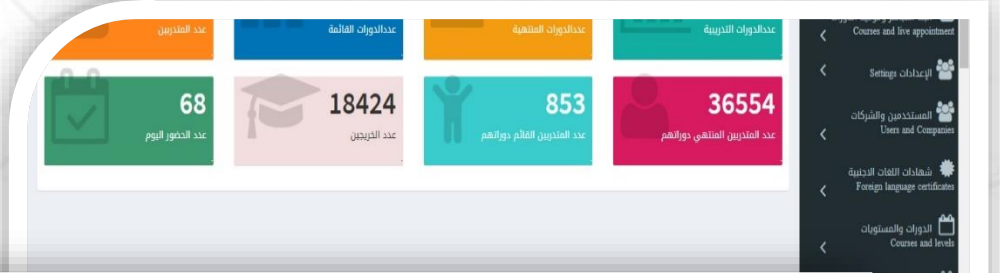 عددالدورات التدريبية
عددالدورات المنتهية
عددالدورات القائمة
عدد المتدربين
36554
عدد المتدربين المنتهي دوراتهم
853
عدد المتدربين القائم دوراتهم
18424
عدد الخريجين
68
عدد الحضور اليوم
Courses and live appointment
الإعدادات Settings
المستخدمين والشركات
Users and Companies
شهادات اللغات الاجنبية
Foreign language certificates
الدورات والمستويات
Courses and levels